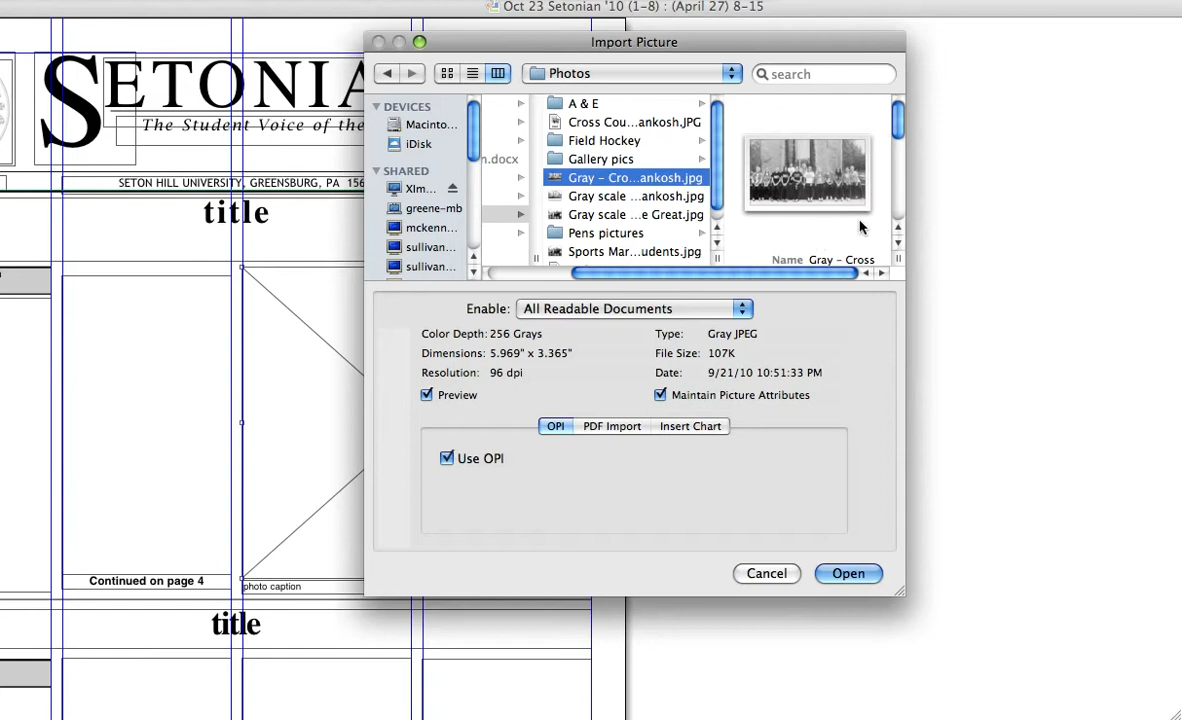 Oct 23 Setonian '10 (1-8) : (April 27) 8-15
Import Picture
Photos
search
SETONIA
The Student Voice of the
SETON HILL UNIVERSITY, GREENSBURG, PA 156
title
Continued on page 4
photo caption
title
DEVICES
Macinto...
iDisk
SHARED
greene-mb
mckenn...
sullivan...
sullivan...
n.docx
A & E
Cross Cou...ankosh.JPG
Field Hockey
Gallery pics
Gray - Cro...ankosh.jpg
Gray scale ...ankosh.jpg
Gray scale ...e Great.jpg
Pens pictures
Sports Mar...udents.jpg
Name Gray - Cross
Enable: All Readable Documents
Color Depth: 256 Grays
Type: Gray JPEG
Dimensions: 5.969" x 3.365"
File Size: 107K
Resolution: 96 dpi
Date: 9/21/10 10:51:33 PM
Preview
Maintain Picture Attributes
OPI
PDF Import
Insert Chart
Use OPI
Cancel
Open